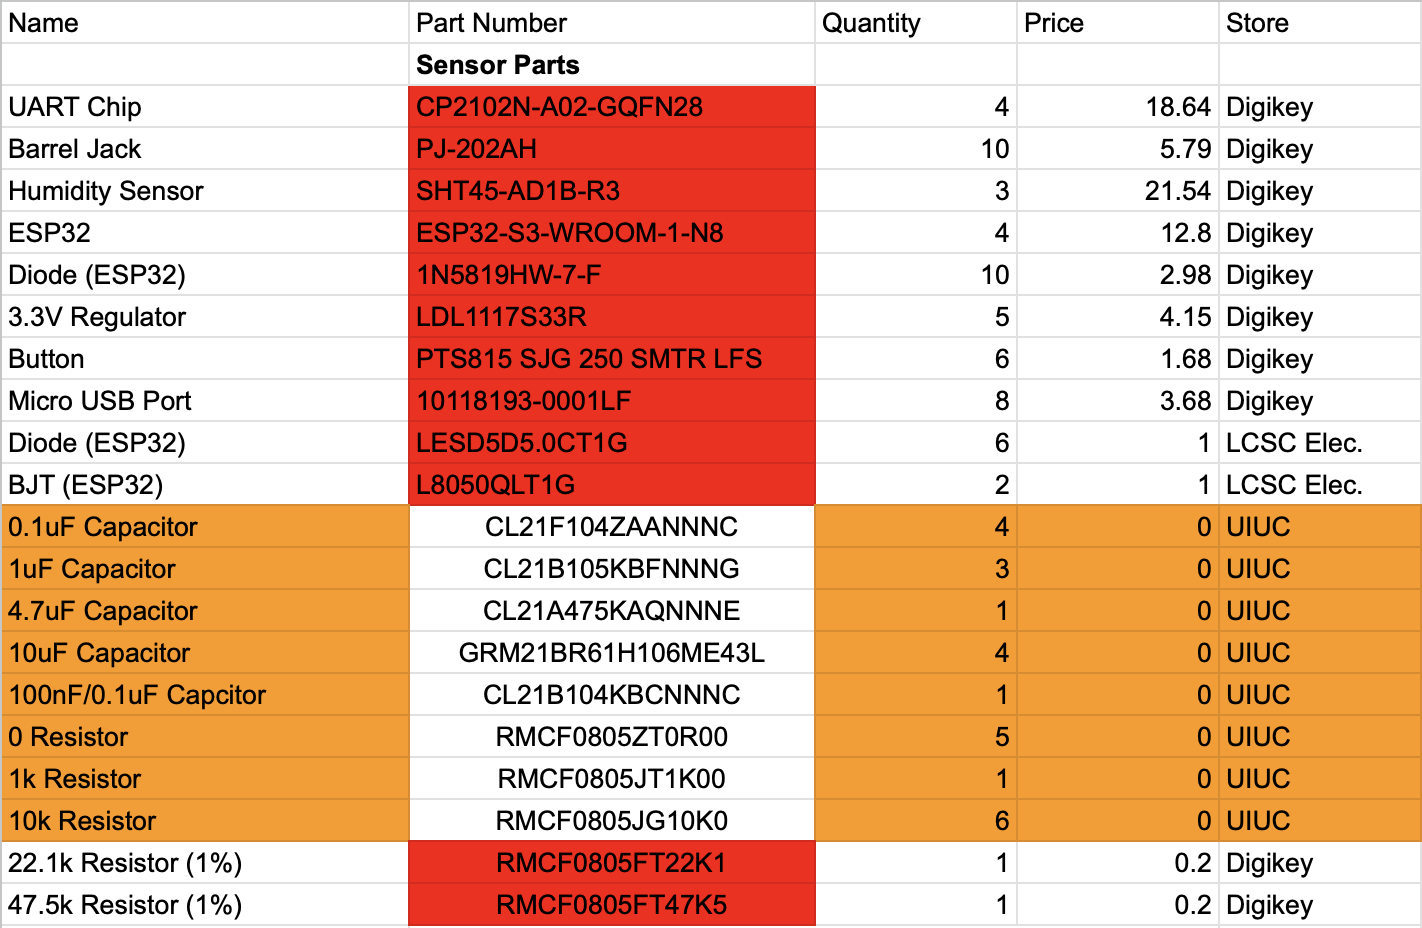 Name Part Number Quantity Price Store
Sensor Parts
UART Chip CP2102N-A02-GQFN28 4 18.64 Digikey
Barrel Jack PJ-202AH 10 5.79 Digikey
Humidity Sensor SHT45-AD1B-R3 3 21.54 Digikey
ESP32 ESP32-S3-WROOM-1-N8 4 12.8 Digikey
Diode (ESP32) 1N5819HW-7-F 10 2.98 Digikey
3.3V Regulator LDL1117S33R 5 4.15 Digikey
Button PTS815 SJG 250 SMTR LFS 6 1.68 Digikey
Micro USB Port 10118193-0001LF 8 3.68 Digikey
Diode (ESP32) LESD5D5.0CT1G 6 1 LCSC Elec.
BJT (ESP32) L8050QLT1G 2 1 LCSC Elec.
0.1uF Capacitor CL21F104ZAANNNC 4 0 UIUC
1uF Capacitor CL21B105KBFNNNG 3 0 UIUC
4.7uF Capacitor CL21A475KAQNNNE 1 0 UIUC
10uF Capacitor GRM21BR61H106ME43L 4 0 UIUC
100nF/0.1uF Capcitor CL21B104KBCNNNC 1 0 UIUC
0 Resistor RMCF0805ZT0R00 5 0 UIUC
1k Resistor RMCF0805JT1K00 1 0 UIUC
10k Resistor RMCF0805JG10K0 6 0 UIUC
22.1k Resistor (1%) RMCF0805FT22K1 1 0.2 Digikey
47.5k Resistor (1%) RMCF0805FT47K5 1 0.2 Digikey